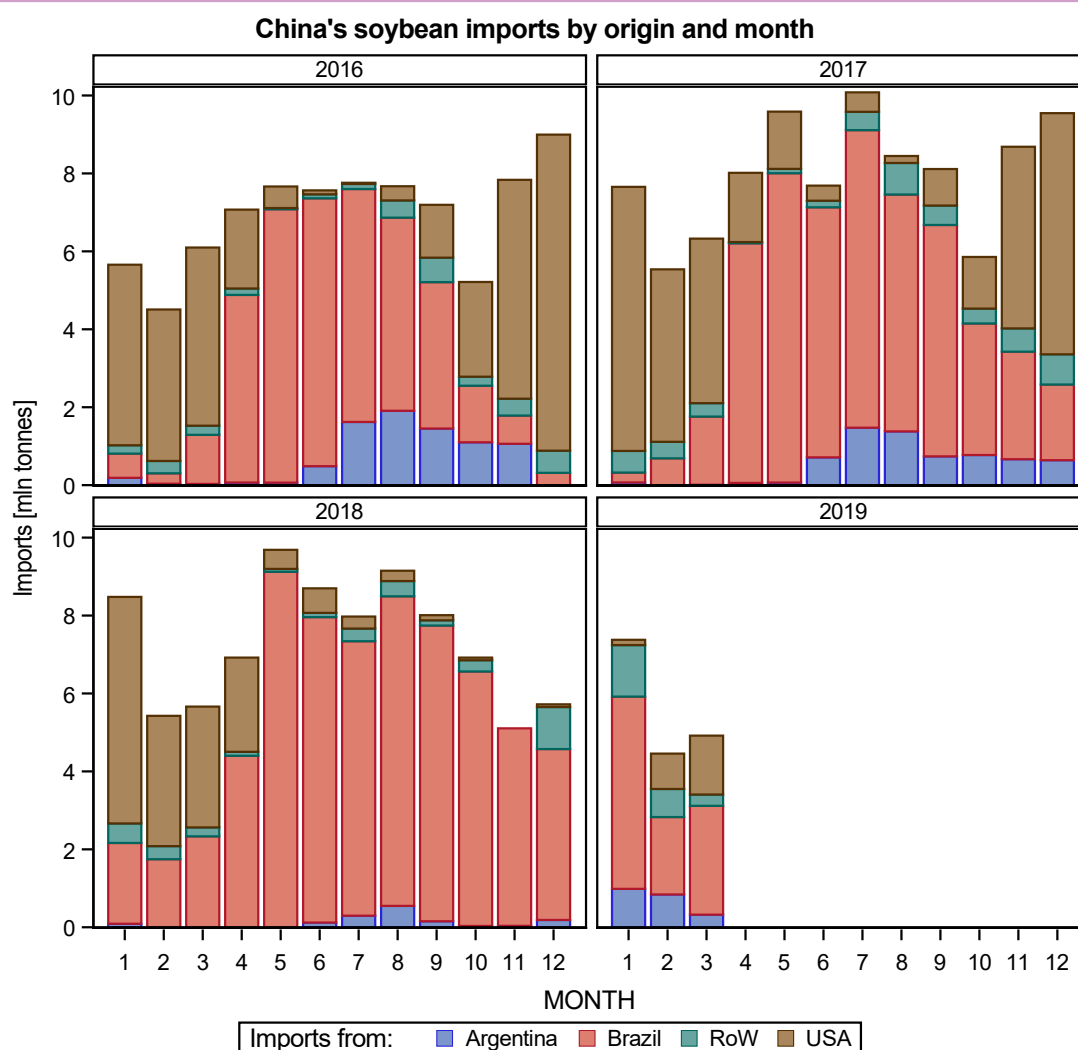 China's soybean imports by origin and month
2016
2017
10
8
6
4
2
0
Imports [mln tonnes]
2018
2019
10
8
6
4
2
0
1 2 3 4 5 6 7 8 9 10 11 12
1 2 3 4 5 6 7 8 9 10 11 12
MONTH
Imports from: Argentina Brazil RoW USA